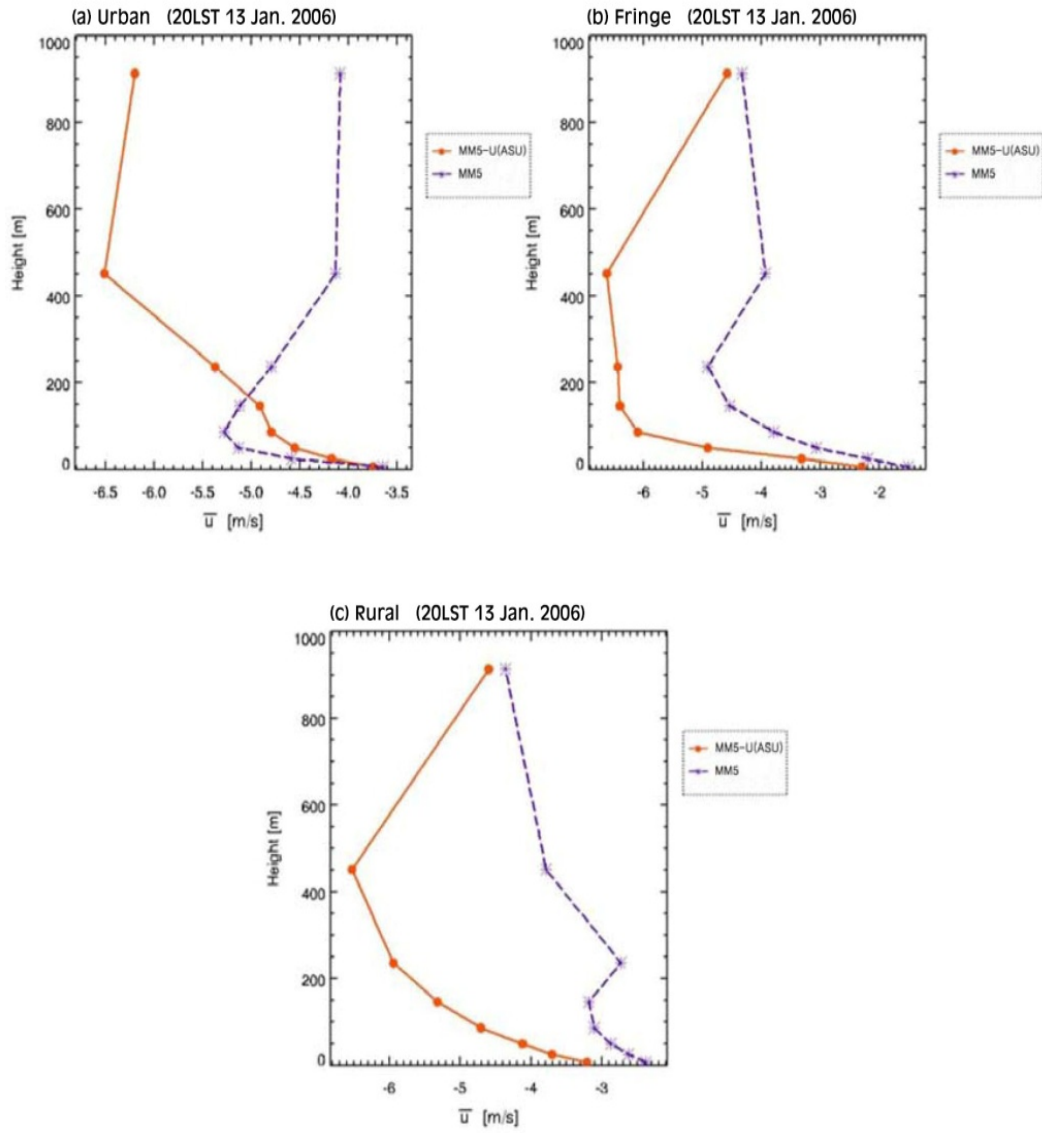 (a) Urban (20LST 13 Jan. 2006)
1000
800
600
400
200
0
Height [m]
-6.5 -6.0 -5.5 -5.0 -4.5 -4.0 -3.5
u̅ [m/s]
MM5-U(ASU)
MM5
(b) Fringe (20LST 13 Jan. 2006)
1000
800
600
400
200
0
Height [m]
-6 -5 -4 -3 -2
u̅ [m/s]
MM5-U(ASU)
MM5
(c) Rural (20LST 13 Jan. 2006)
1000
800
600
400
200
0
Height [m]
-6 -5 -4 -3
u̅ [m/s]
MM5-U(ASU)
MM5